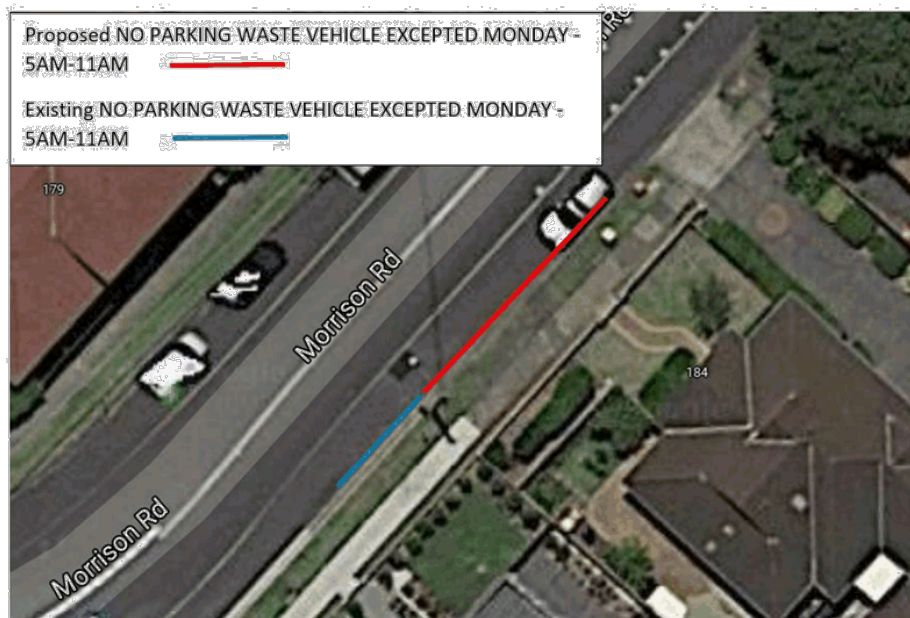 Proposed NO PARKING WASTE VEHICLE EXCEPTED MONDAY -
5AM-11AM
Existing NO PARKING WASTE VEHICLE EXCEPTED MONDAY -
5AM-11AM
179
Morrison Rd
184
Morrison Rd